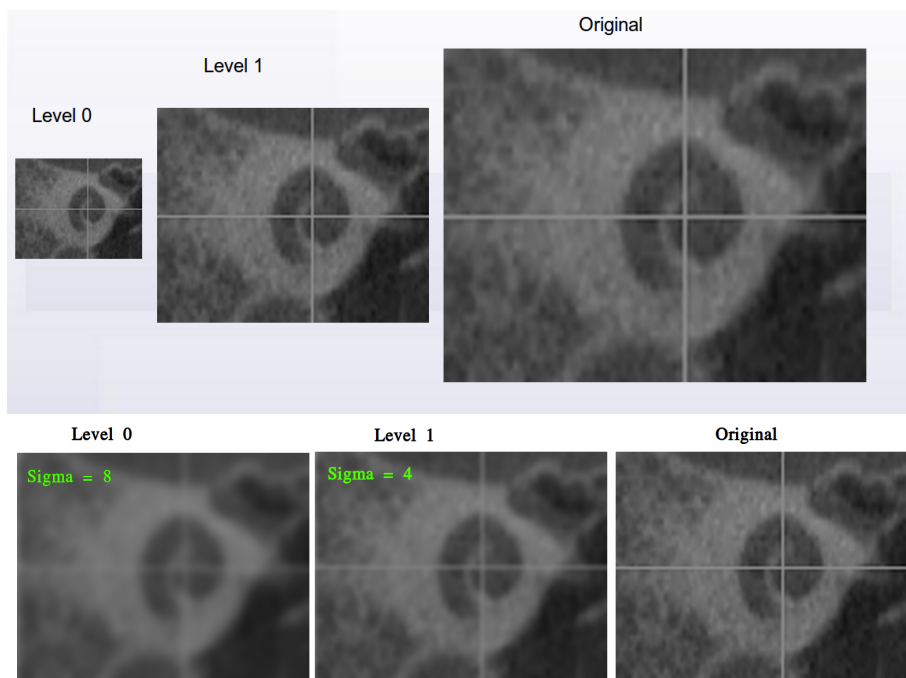 Original
Level 1
Level 0
Level 0
Level 1
Original
Sigma = 8
Sigma = 4